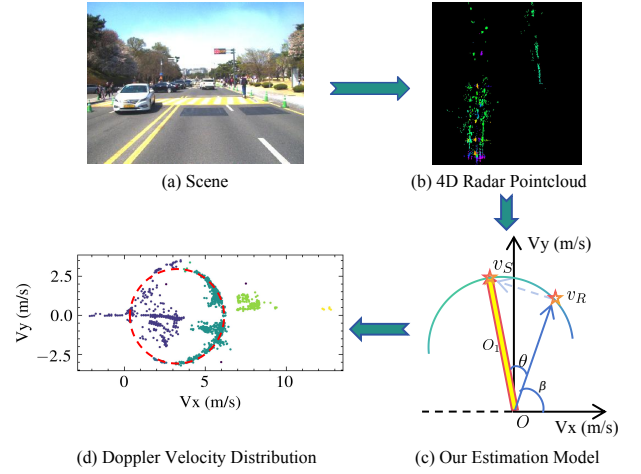 (a) Scene
(b) 4D Radar Pointcloud
Vy (m/s)
v_S
v_R
O_1
θ
β
O
Vx (m/s)
(c) Our Estimation Model
2.5
0.0
−2.5
Vy (m/s)
0 5 10
Vx (m/s)
(d) Doppler Velocity Distribution